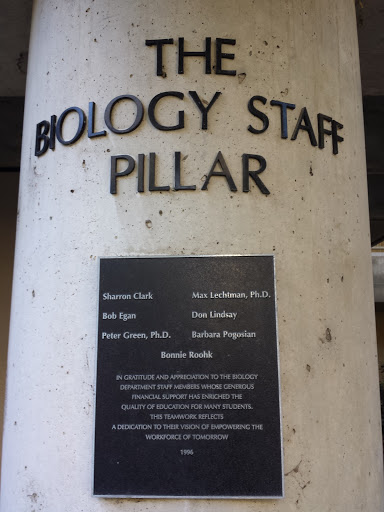 THE
BIOLOGY STAFF
PILLAR
Sharron Clark Max Lechtman, Ph.D.
Bob Egan Don Lindsay
Peter Green, Ph.D. Barbara Pogosian
Bonnie Roohk
IN GRATITUDE AND APPRECIATION TO THE BIOLOGY
DEPARTMENT STAFF MEMBERS WHOSE GENEROUS
FINANCIAL SUPPORT HAS ENRICHED THE
QUALITY OF EDUCATION FOR MANY STUDENTS.
THIS TEAMWORK REFLECTS
A DEDICATION TO THEIR VISION OF EMPOWERING THE
WORKFORCE OF TOMORROW
1996